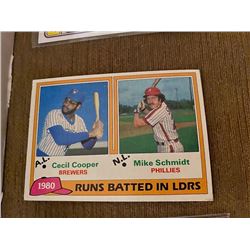 A.L. N.L.
Cecil Cooper Mike Schmidt
BREWERS PHILLIES
1980 RUNS BATTED IN LDRS